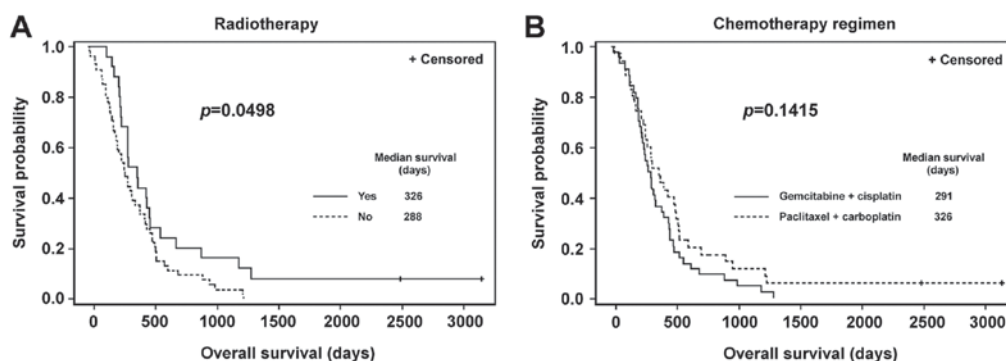 A
Radiotherapy
1.0
0.8
0.6
0.4
0.2
0.0
Survival probability
+ Censored
p=0.0498
Median survival
(days)
Yes 326
No 288
0 500 1000 1500 2000 2500 3000
Overall survival (days)
B
Chemotherapy regimen
1.0
0.8
0.6
0.4
0.2
0.0
Survival probability
+ Censored
p=0.1415
Median survival
(days)
Gemcitabine + cisplatin 291
Paclitaxel + carboplatin 326
0 500 1000 1500 2000 2500 3000
Overall survival (days)